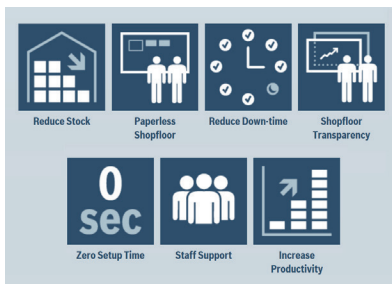 Reduce Stock
Paperless
Shopfloor
Reduce Down-time
Shopfloor
Transparency
0
sec
Zero Setup Time
Staff Support
Increase
Productivity